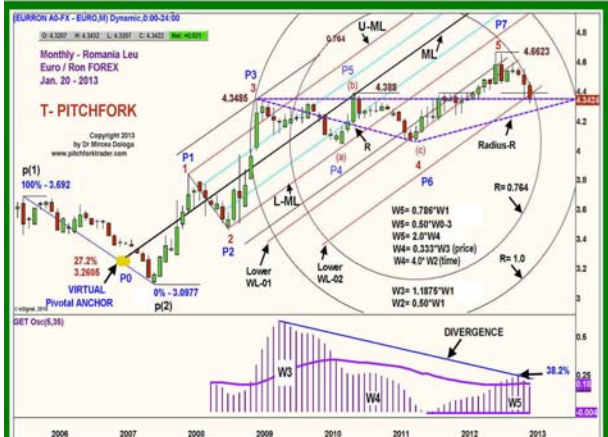 (EURRON A0-FX - EURO,M) Dynamic,0:00-24:00
O: 4.3207 H: 4.3452 L: 4.3207 C: 4.3422 Net: +0.021
Monthly - Romania Leu
Euro / Ron FOREX
Jan. 20 - 2013
T- PITCHFORK
Copyright 2013
by Dr Mircea Dologa
www.pitchforktrader.com
0.764
U-ML
ML
P7
5
4.6623
P3
3
4.3485
P5
(b)
4.388
4.4
4.3424
4.2
(a)
P4
R
(c)
4
P6
Radius-R
4
P1
1
3.8
L-ML
2
P2
p(1)
100% - 3.692
3.6
R= 0.764
W5= 0.786*W1
W5= 0.50*W0-3
W5= 2.0*W4
W4= 0.333*W3 (price)
W4= 4.0* W2(time)
W3= 1.1875*W1
W2= 0.50*W1
3.4
27.2%
3.2605
P0
VIRTUAL
Pivotal ANCHOR
0% - 3.0977
p(2)
Lower
WL-01
Lower
WL-02
R= 1.0
3.2
3
© eSignal, 2016
GET Osc(5,35)
DIVERGENCE
38.2%
0.5
0.25
0.18
-0.004
W3
W4
W5
2006 2007 2008 2009 2010 2011 2012 2013